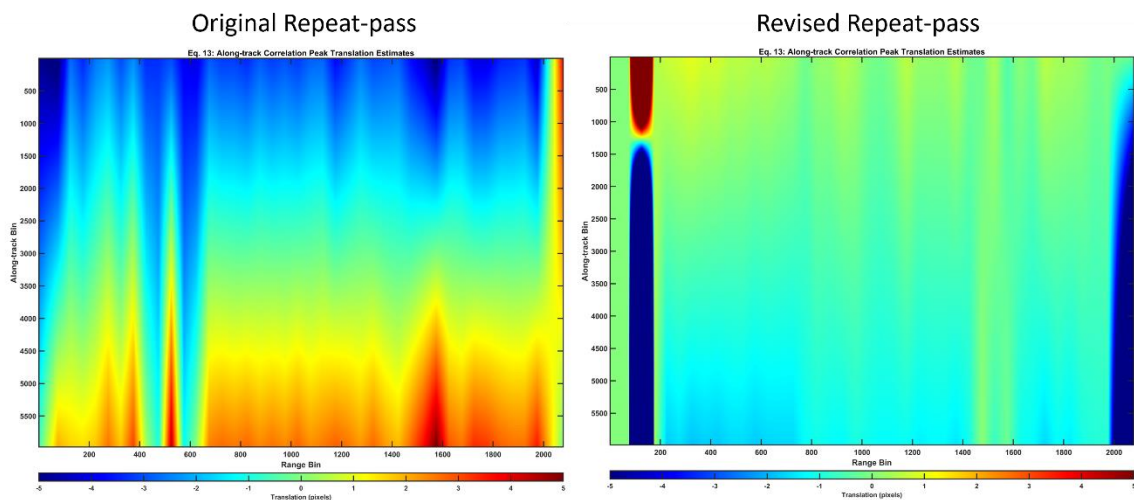 Original Repeat-pass
Eq. 13: Along-track Correlation Peak Translation Estimates
Along-track Bin
500
1000
1500
2000
2500
3000
3500
4000
4500
5000
5500
200 400 600 800 1000 1200 1400 1600 1800 2000
Range Bin
-5 -4 -3 -2 -1 0 1 2 3 4 5
Translation (pixels)
Revised Repeat-pass
Eq. 13: Along-track Correlation Peak Translation Estimates
Along-track Bin
500
1000
1500
2000
2500
3000
3500
4000
4500
5000
5500
200 400 600 800 1000 1200 1400 1600 1800 2000
Range Bin
-5 -4 -3 -2 -1 0 1 2 3 4 5
Translation (pixels)